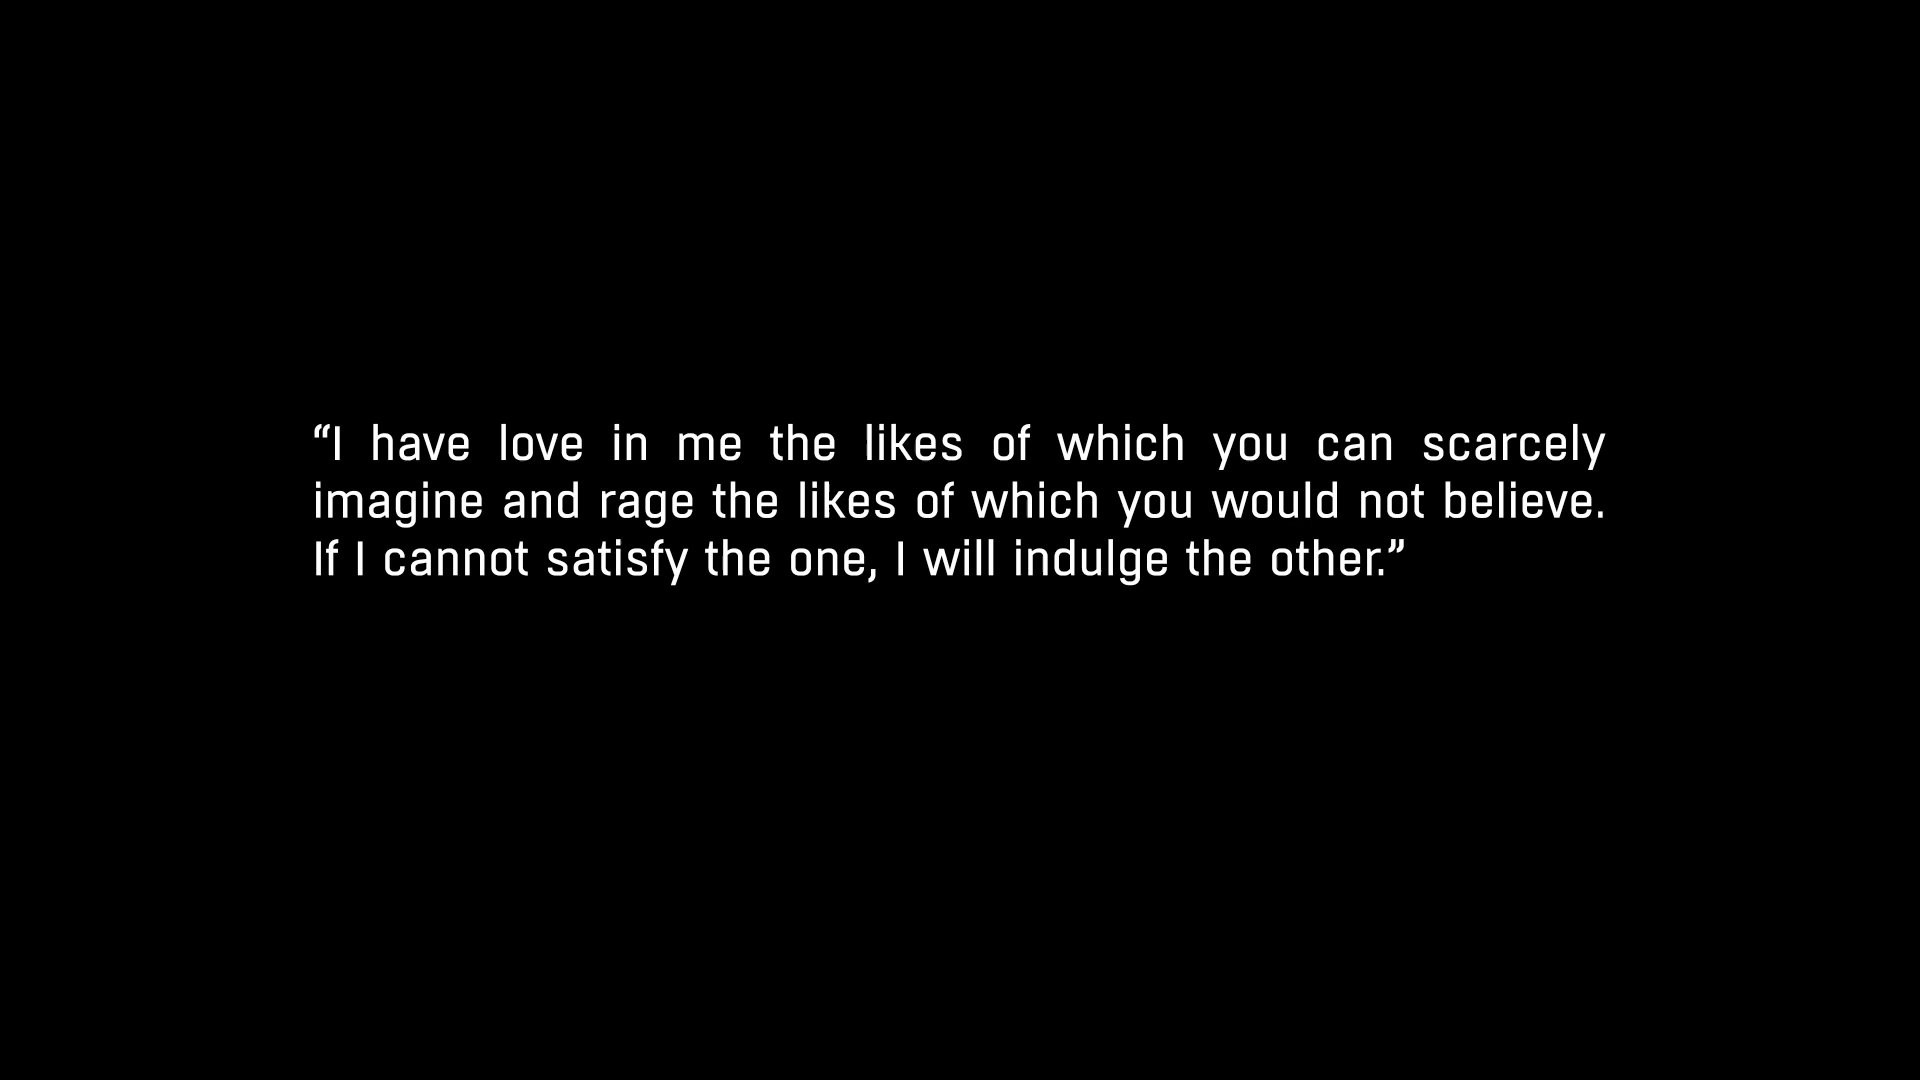 “I have love in me the likes of which you can scarcely
imagine and rage the likes of which you would not believe.
If I cannot satisfy the one, I will indulge the other.”